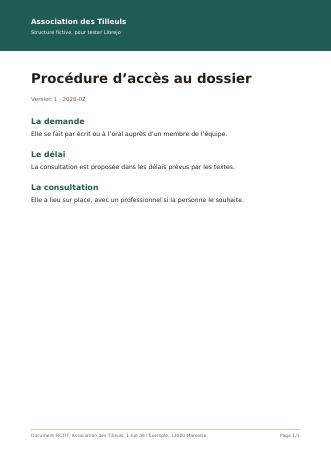 Association des Tilleuls
Structure fictive, pour tester Librejo
Procédure d’accès au dossier
Version 1 · 2026-02
La demande
Elle se fait par écrit ou à l’oral auprès d’un membre de l’équipe.
Le délai
La consultation est proposée dans les délais prévus par les textes.
La consultation
Elle a lieu sur place, avec un professionnel si la personne le souhaite.
Document FICTIF, Association des Tilleuls, 1 rue de l’Exemple, 13000 Marseille.
Page 1/1